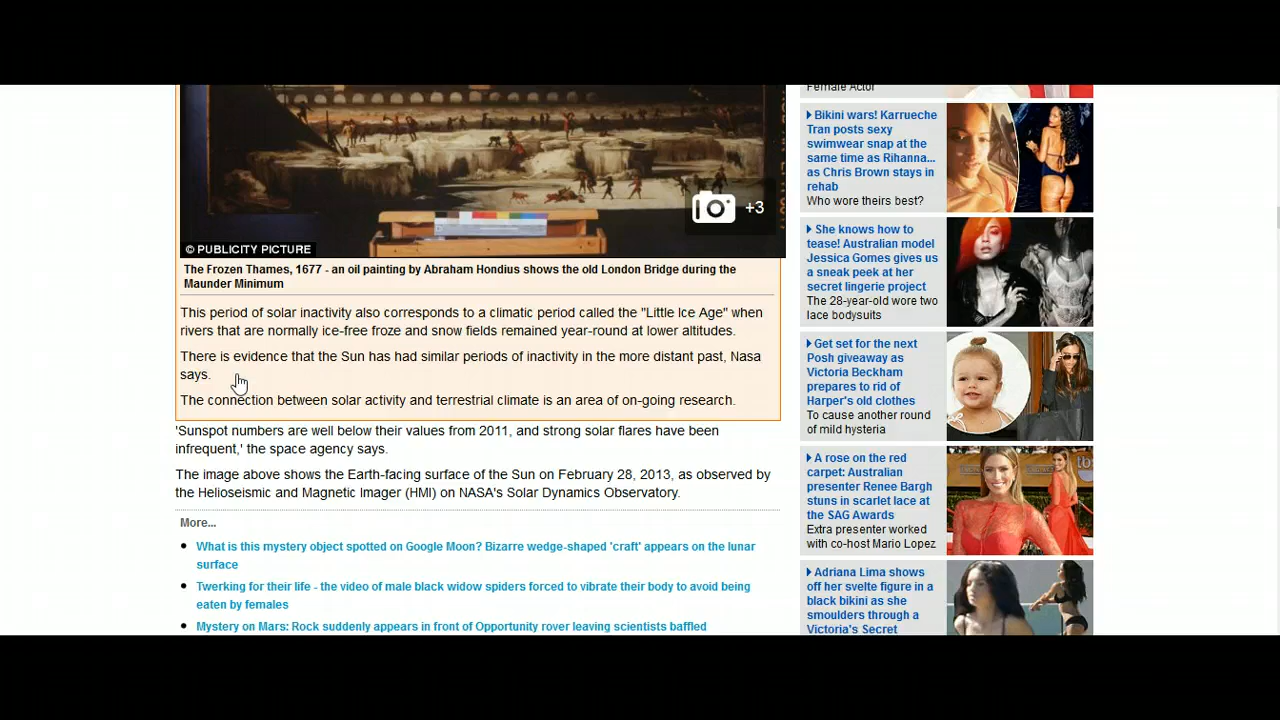 +3
© PUBLICITY PICTURE
The Frozen Thames, 1677 - an oil painting by Abraham Hondius shows the old London Bridge during the
Maunder Minimum
This period of solar inactivity also corresponds to a climatic period called the "Little Ice Age" when
rivers that are normally ice-free froze and snow fields remained year-round at lower altitudes.
There is evidence that the Sun has had similar periods of inactivity in the more distant past, Nasa
says.
The connection between solar activity and terrestrial climate is an area of on-going research.
'Sunspot numbers are well below their values from 2011, and strong solar flares have been
infrequent,' the space agency says.
The image above shows the Earth-facing surface of the Sun on February 28, 2013, as observed by
the Helioseismic and Magnetic Imager (HMI) on NASA's Solar Dynamics Observatory.
More...
What is this mystery object spotted on Google Moon? Bizarre wedge-shaped 'craft' appears on the lunar
surface
Twerking for their life - the video of male black widow spiders forced to vibrate their body to avoid being
eaten by females
Mystery on Mars: Rock suddenly appears in front of Opportunity rover leaving scientists baffled
Female Actor
Bikini wars! Karrueche
Tran posts sexy
swimwear snap at the
same time as Rihanna...
as Chris Brown stays in
rehab
Who wore theirs best?
She knows how to
tease! Australian model
Jessica Gomes gives us
a sneak peek at her
secret lingerie project
The 28-year-old wore two
lace bodysuits
Get set for the next
Posh giveaway as
Victoria Beckham
prepares to rid of
Harper's old clothes
To cause another round
of mild hysteria
A rose on the red
carpet: Australian
presenter Renee Bargh
stuns in scarlet lace at
the SAG Awards
Extra presenter worked
with co-host Mario Lopez
Adriana Lima shows
off her svelte figure in a
black bikini as she
smoulders through a
Victoria's Secret